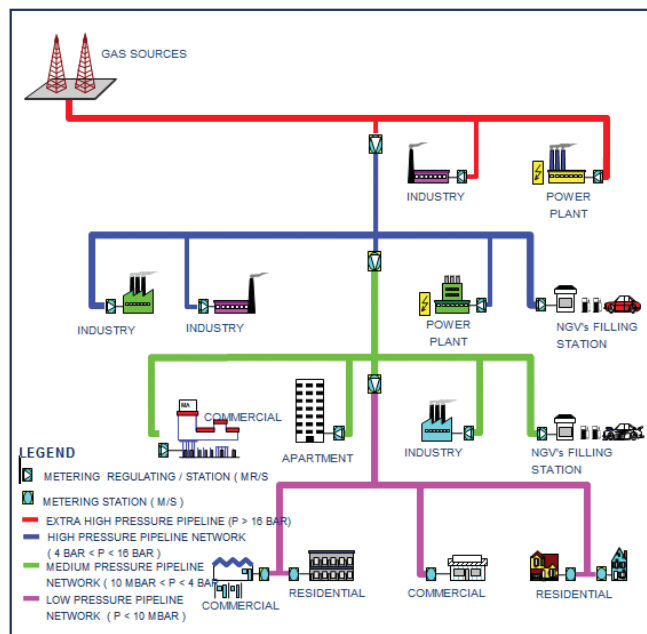 GAS SOURCES
INDUSTRY
POWER
PLANT
INDUSTRY
INDUSTRY
POWER
PLANT
NGV's FILLING
STATION
MA
COMMERCIAL
APARTMENT
INDUSTRY
NGV's FILLING
STATION
LEGEND
METERING REGULATING / STATION ( MR/S
METERING STATION ( M/S )
EXTRA HIGH PRESSURE PIPELINE (P > 16 BAR)
HIGH PRESSURE PIPELINE NETWORK
( 4 BAR < P < 16 BAR )
MEDIUM PRESSURE PIPELINE
NETWORK ( 10 MBAR < P < 4 BAR
LOW PRESSURE PIPELINE
NETWORK ( P < 10 MBAR )
COMMERCIAL
RESIDENTIAL
COMMERCIAL
RESIDENTIAL